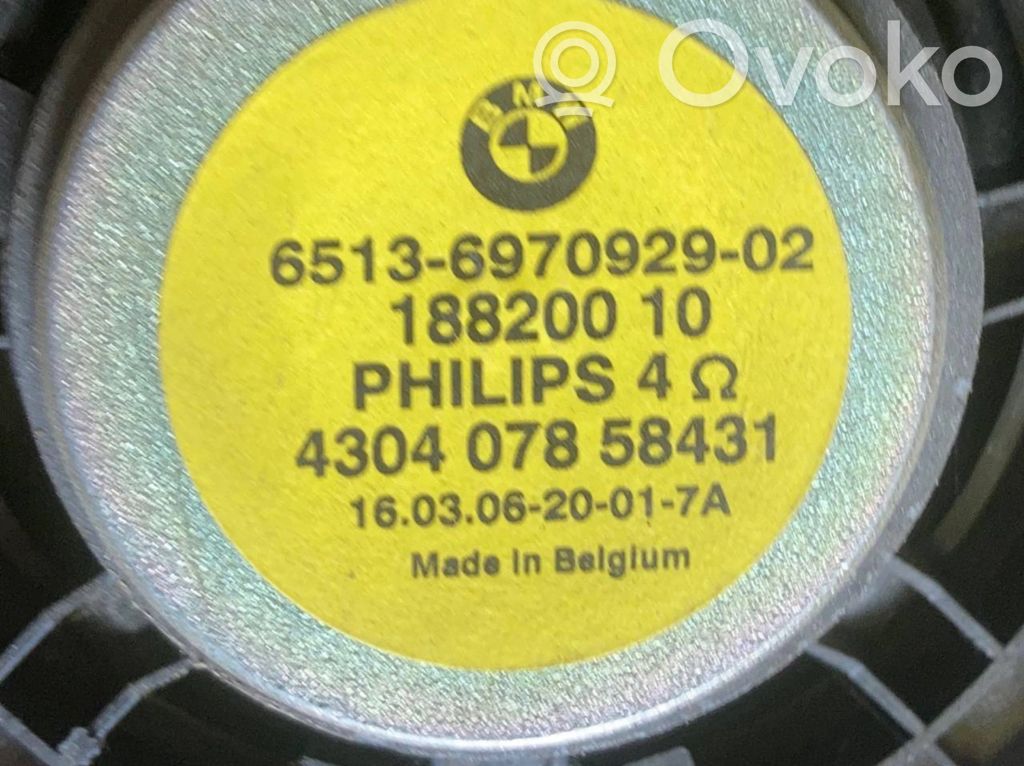 Ovoko
BMW
6513-6970929-02
188200 10
PHILIPS 4 Ω
4304 078 58431
16.03.06-20-01-7A
Made In Belgium